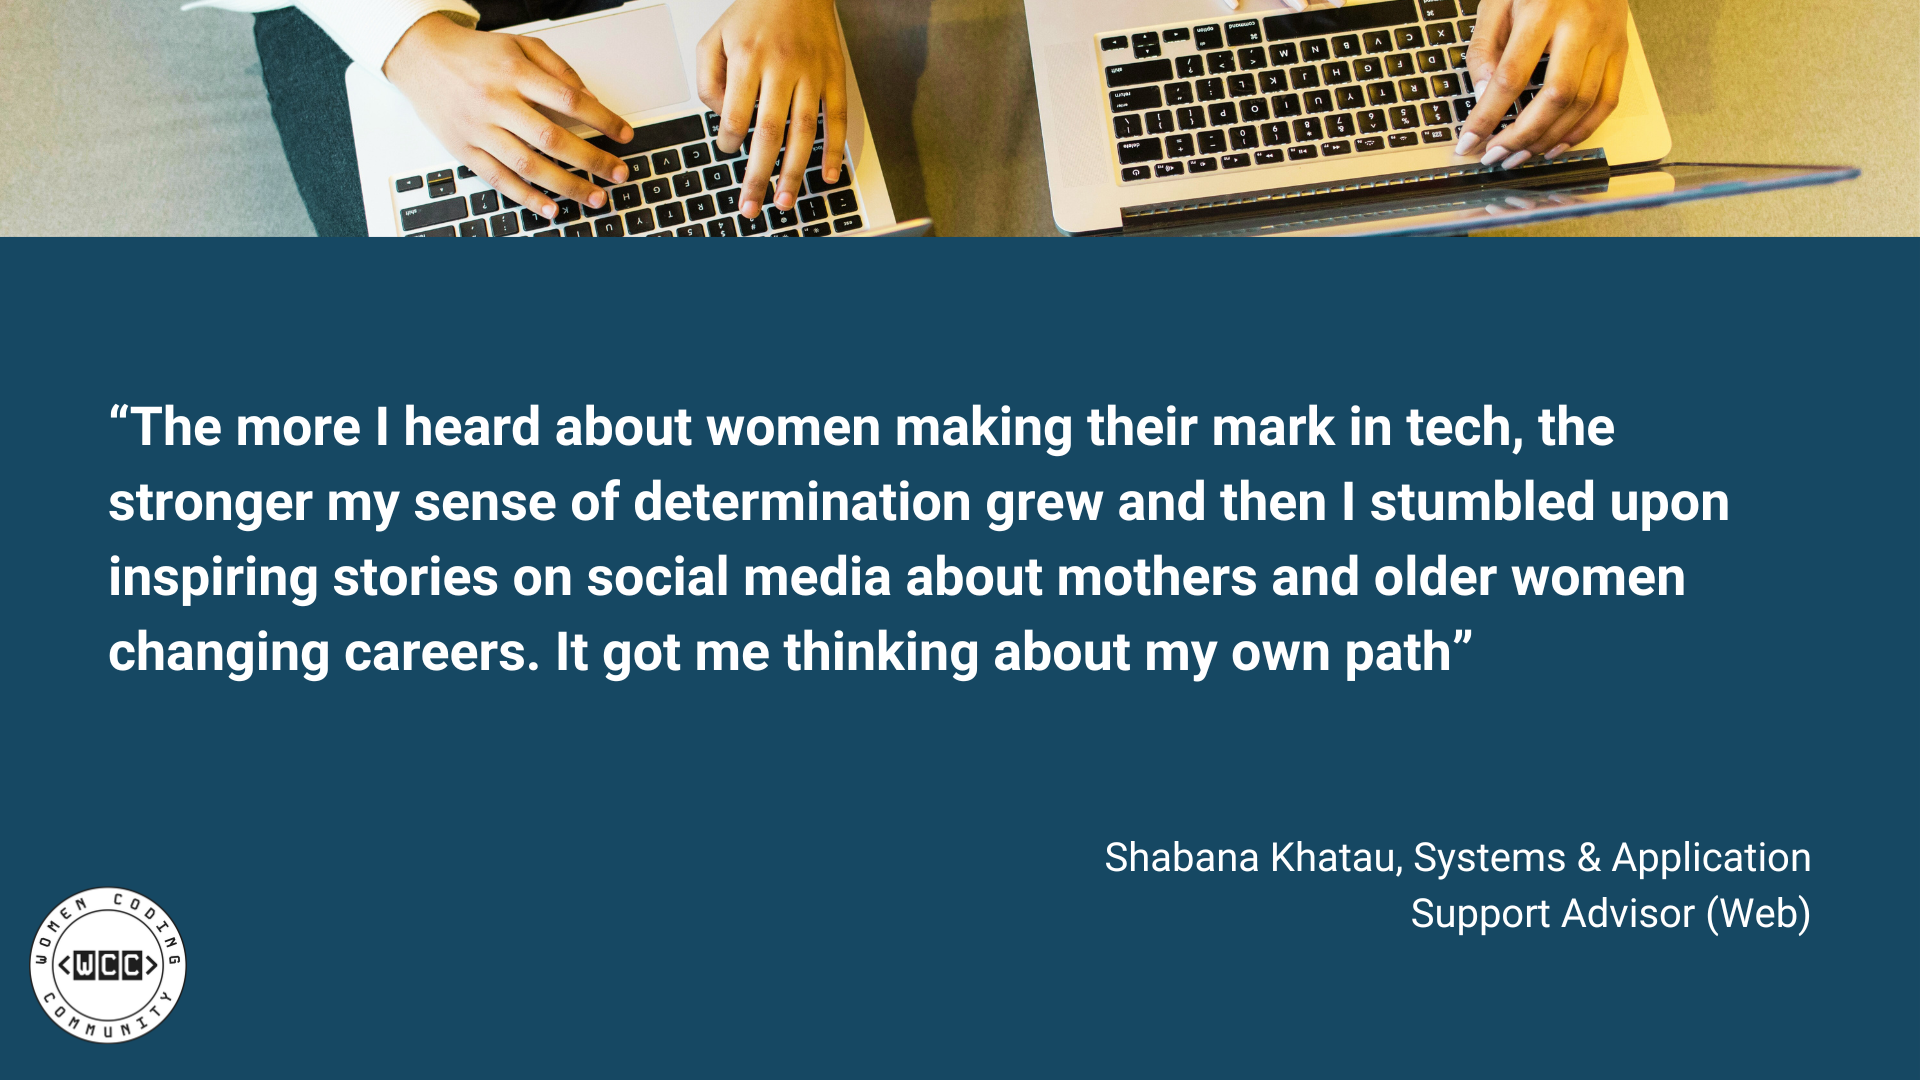 “The more I heard about women making their mark in tech, the
stronger my sense of determination grew and then I stumbled upon
inspiring stories on social media about mothers and older women
changing careers. It got me thinking about my own path”
Shabana Khatau, Systems & Application
Support Advisor (Web)
WOMEN CODING
<WCC>
COMMUNITY